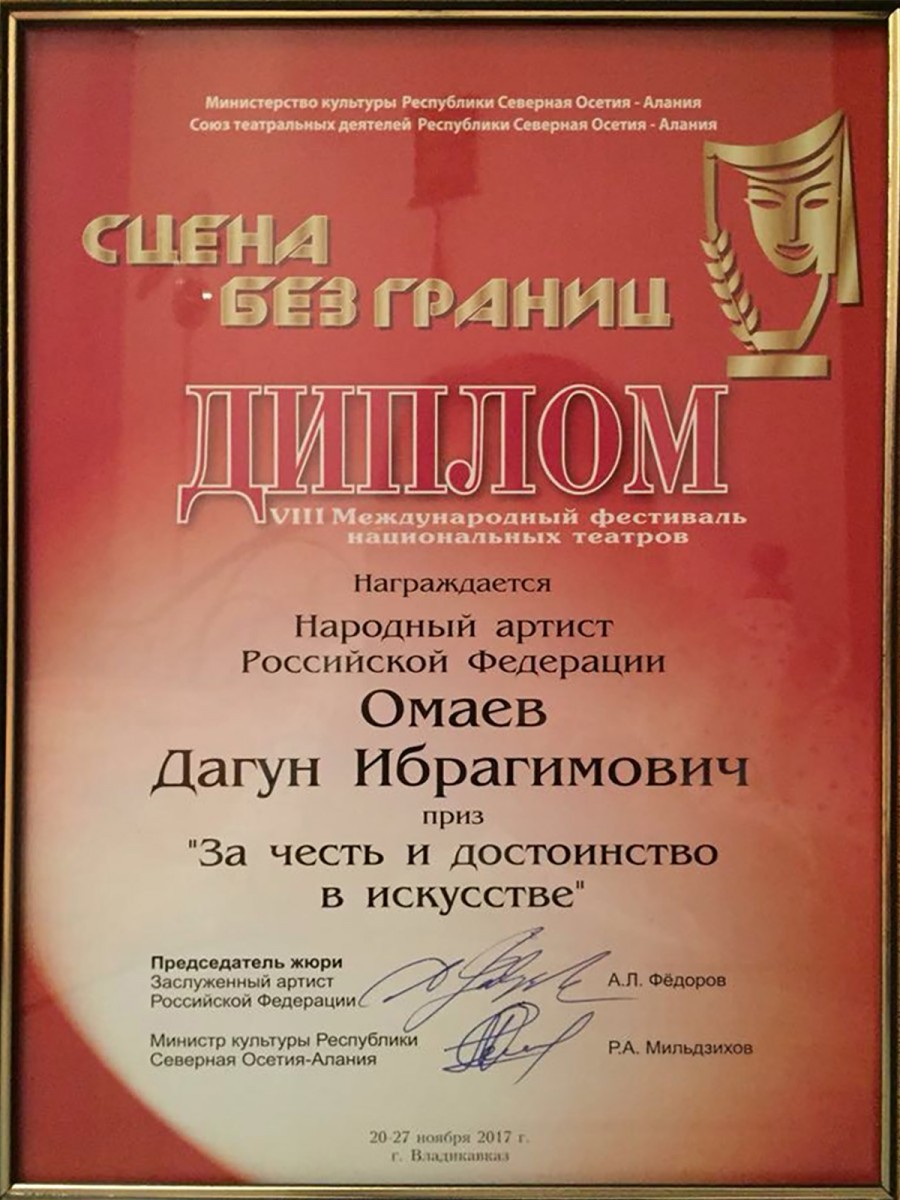 Министерство культуры Республики Северная Осетия - Алания
Союз театральных деятелей Республики Северная Осетия - Алания
СЦЕНА
БЕЗ ГРАНИЦ
ДИПЛОМ
VIII Международный фестиваль
национальных театров
Награждается
Народный артист
Российской Федерации
Омаев
Дагун Ибрагимович
приз
"За честь и достоинство
в искусстве"
Председатель жюри
Заслуженный артист
Российской Федерации
А.Л. Фёдоров
Министр культуры Республики
Северная Осетия-Алания
Р.А. Мильдзихов
20-27 ноября 2017 г.
г. Владикавказ